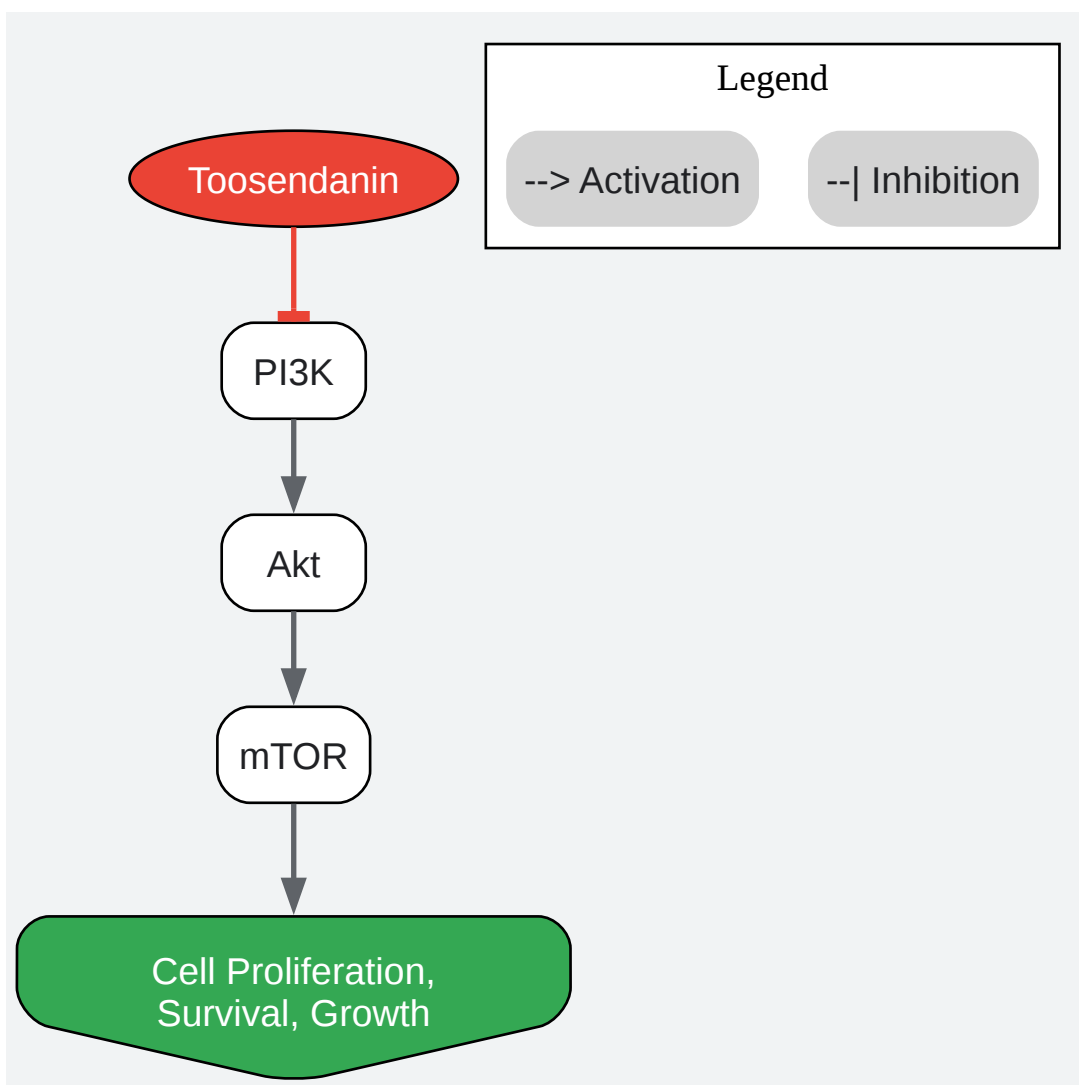 Legend
--> Activation
--| Inhibition
Toosendanin
PI3K
Akt
mTOR
Cell Proliferation,
Survival, Growth